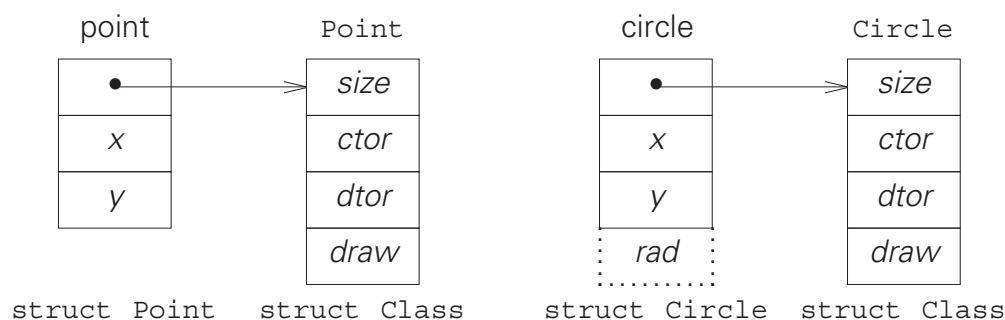 point Point circle Circle
size size
x ctor x ctor
y dtor y dtor
draw rad draw
struct Point struct Class struct Circle struct Class